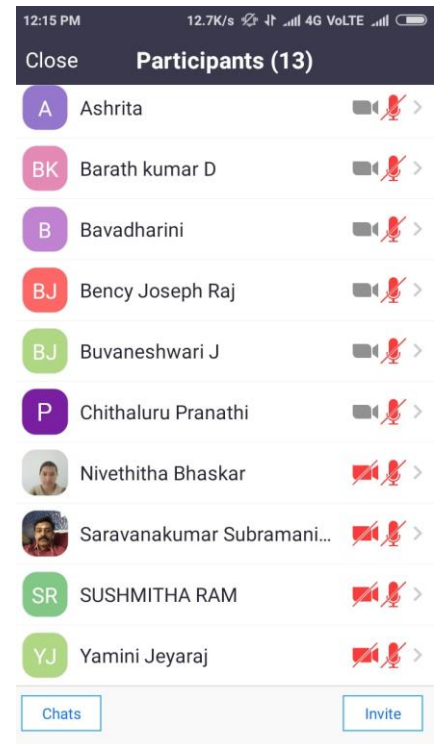 12:15 PM 12.7K/s 4G VoLTE
Close Participants (13)
A Ashrita
BK Barath kumar D
B Bavadharini
BJ Bency Joseph Raj
BJ Buvaneshwari J
P Chithaluru Pranathi
Nivethitha Bhaskar
Saravanakumar Subramani...
SR SUSHMITHA RAM
YJ Yamini Jeyaraj
Chats Invite